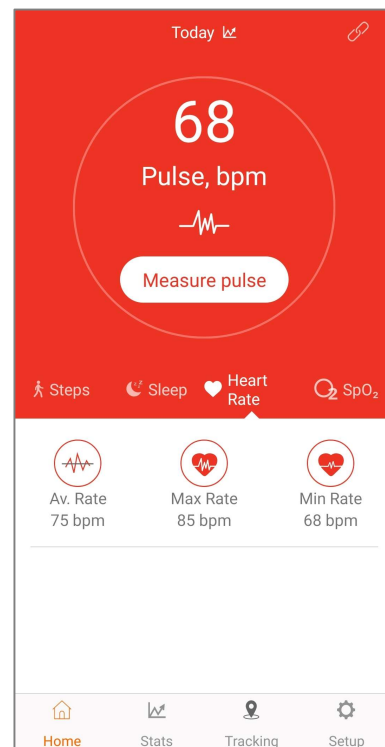 Today
68
Pulse, bpm
Measure pulse
Steps
Sleep
Heart
Rate
O2 SpO₂
Av. Rate
75 bpm
Max Rate
85 bpm
Min Rate
68 bpm
Home
Stats
Tracking
Setup